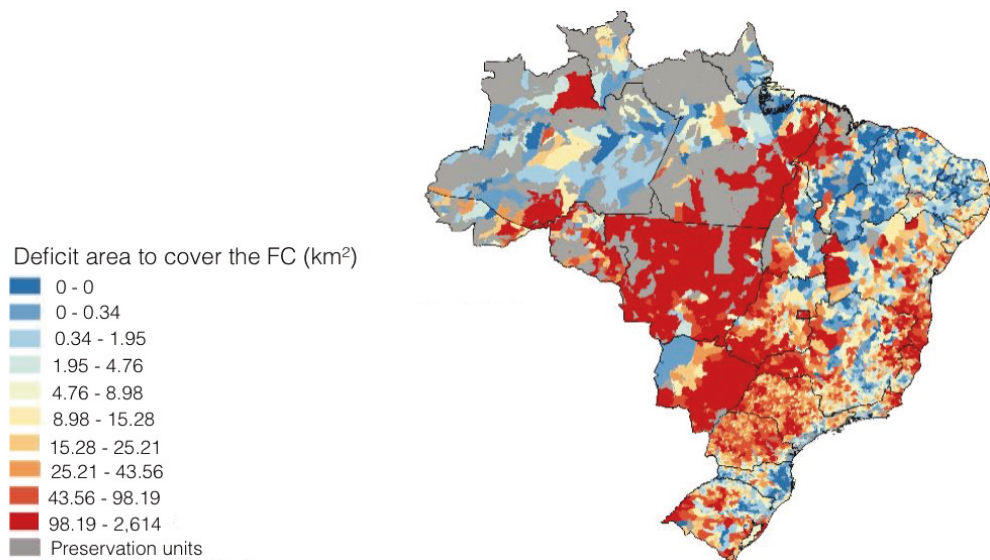 Deficit area to cover the FC (km²)
0 - 0
0 - 0.34
0.34 - 1.95
1.95 - 4.76
4.76 - 8.98
8.98 - 15.28
15.28 - 25.21
25.21 - 43.56
43.56 - 98.19
98.19 - 2,614
Preservation units